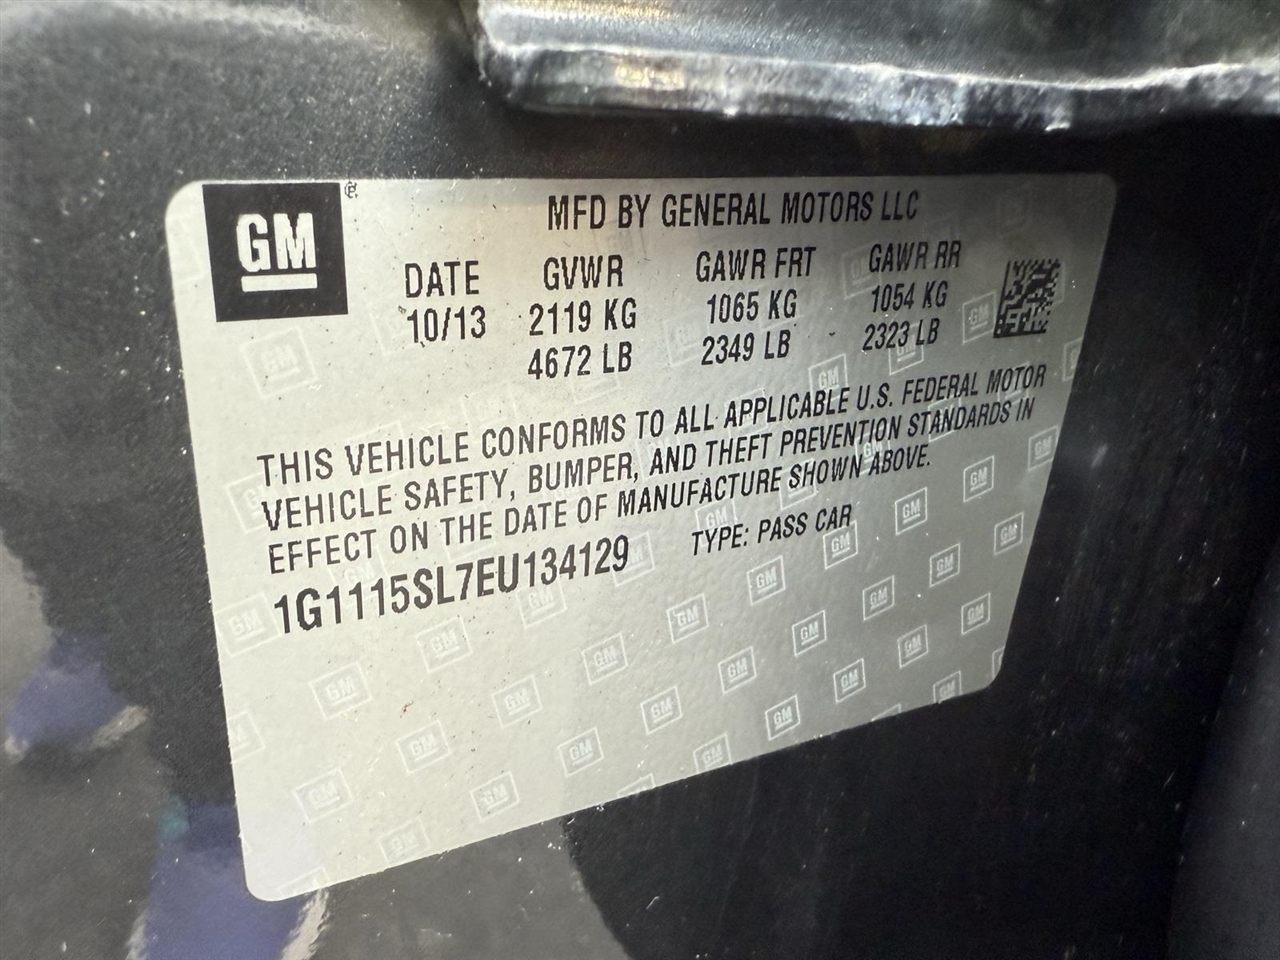 GM
MFD BY GENERAL MOTORS LLC
DATE GVWR GAWR FRT GAWR RR
10/13 2119 KG 1065 KG 1054 KG
4672 LB 2349 LB 2323 LB
THIS VEHICLE CONFORMS TO ALL APPLICABLE U.S. FEDERAL MOTOR
VEHICLE SAFETY, BUMPER, AND THEFT PREVENTION STANDARDS IN
EFFECT ON THE DATE OF MANUFACTURE SHOWN ABOVE.
1G1115SL7EU134129 TYPE: PASS CAR